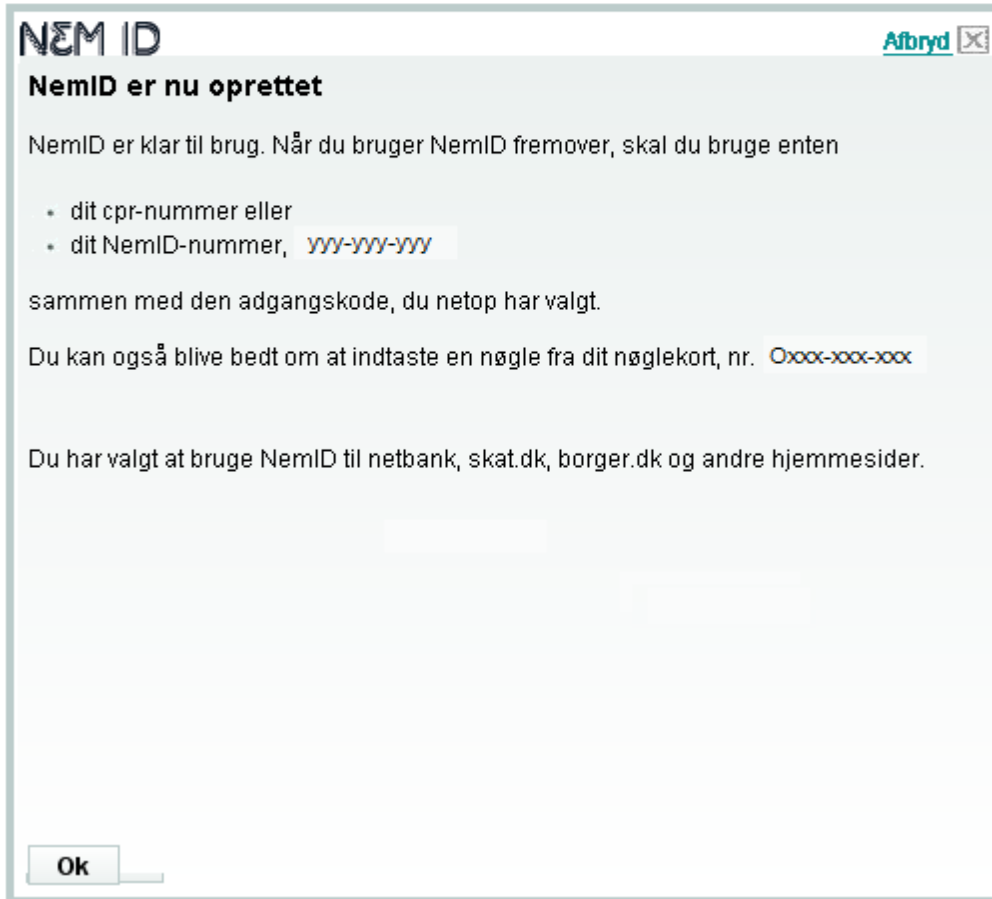 NEM ID
Afbryd
NemID er nu oprettet
NemID er klar til brug. Når du bruger NemID fremover, skal du bruge enten
dit cpr-nummer eller
dit NemID-nummer, yyy-yyy-yyy
sammen med den adgangskode, du netop har valgt.
Du kan også blive bedt om at indtaste en nøgle fra dit nøglekort, nr. Oxxx-xxx-xxx
Du har valgt at bruge NemID til netbank, skat.dk, borger.dk og andre hjemmesider.
Ok